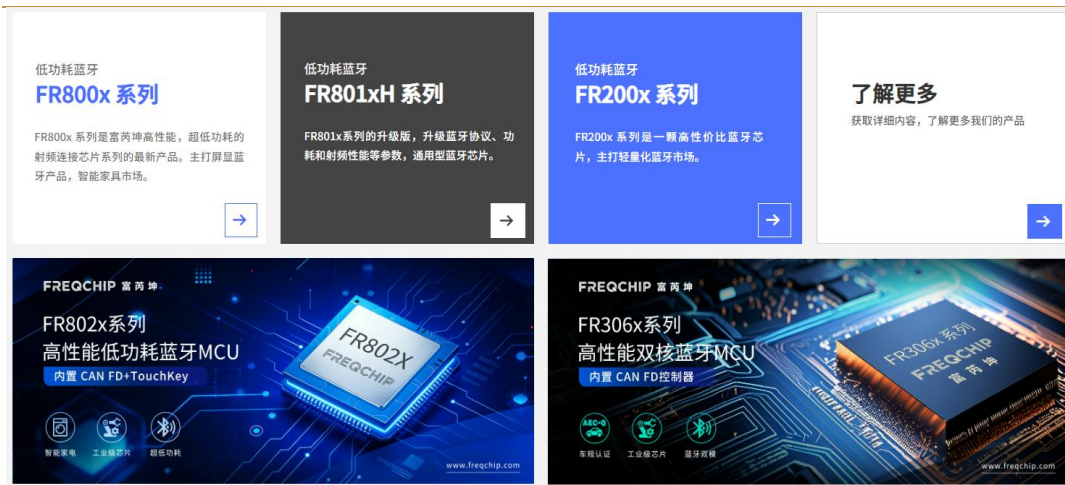 低功耗蓝牙
FR800x 系列
FR800x 系列是富芮坤高性能，超低功耗的
射频连接芯片系列的最新产品。主打屏显蓝
牙产品，智能家具市场。
低功耗蓝牙
FR801xH 系列
FR801x系列的升级版，升级蓝牙协议、功
耗和射频性能等参数，通用型蓝牙芯片。
低功耗蓝牙
FR200x 系列
FR200x 系列是一颗高性价比蓝牙芯
片，主打轻量化蓝牙市场。
了解更多
获取详细内容，了解更多我们的产品
FREQCHIP 富芮坤
FR802x系列
高性能低功耗蓝牙MCU
内置 CAN FD+TouchKey
智能家电 工业级芯片 超低功耗
FR802X
FREQCHIP
www.freqchip.com
FREQCHIP 富芮坤
FR306x系列
高性能双核蓝牙MCU
内置 CAN FD控制器
AEC-Q
车规认证 工业级芯片 蓝牙双模
FR306x 系列
FREQCHIP
富芮坤
www.freqchip.com